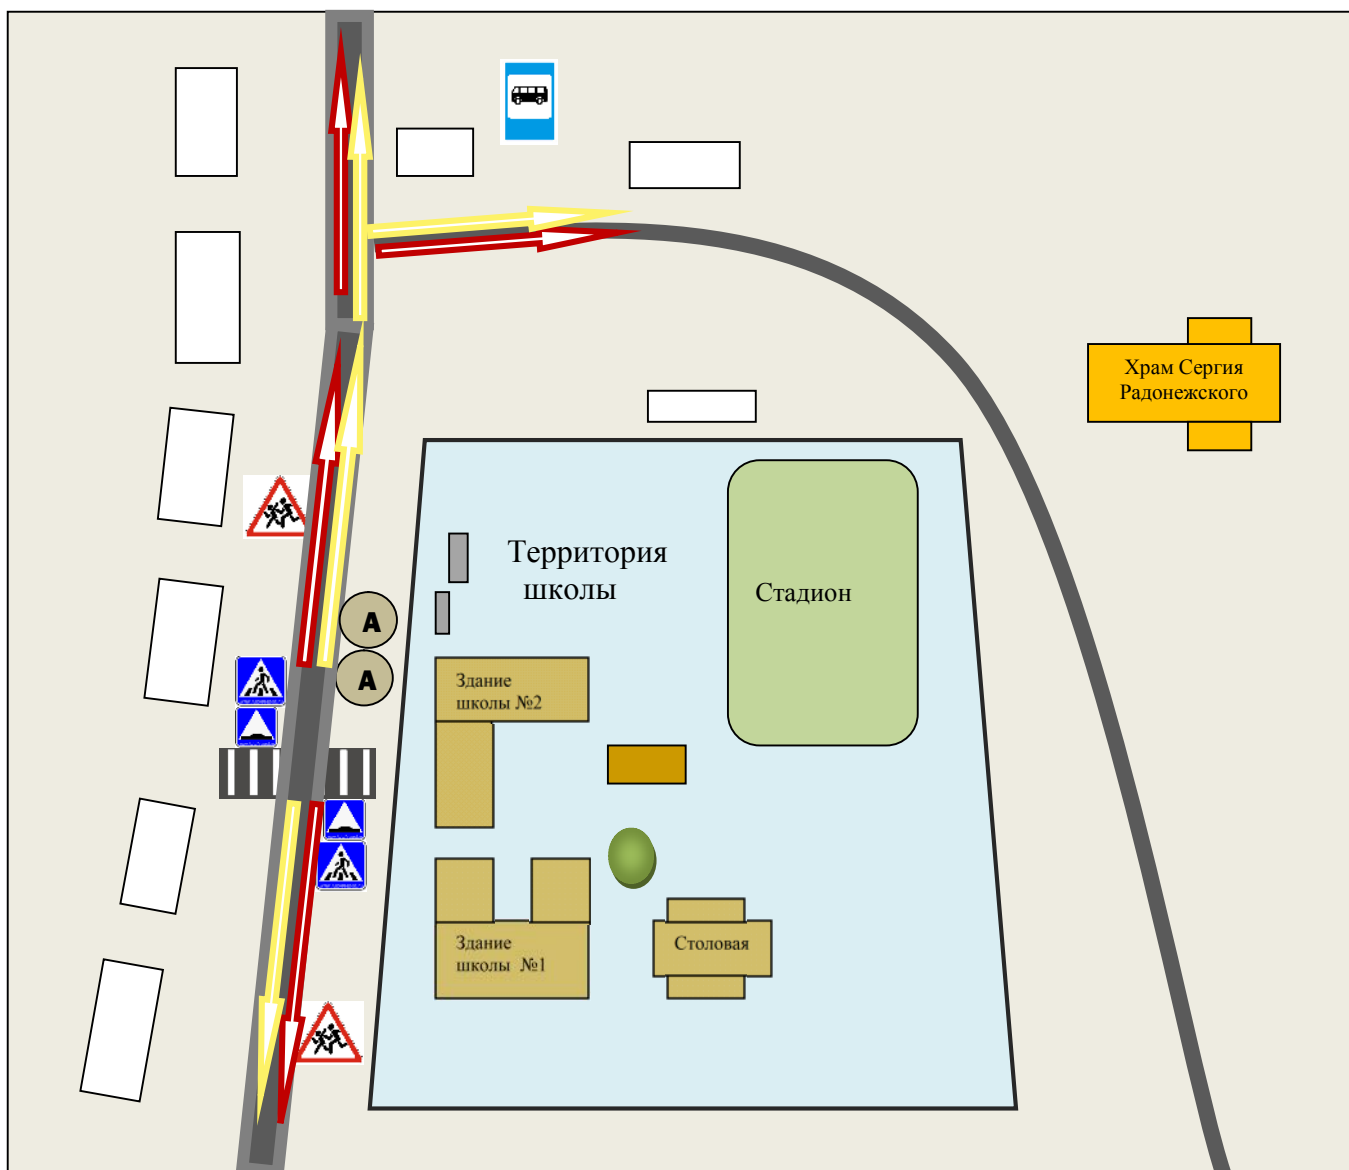 Храм Сергия
Радонежского
Территория
школы
Стадион
А
А
Здание
школы №2
Здание
школы №1
Столовая